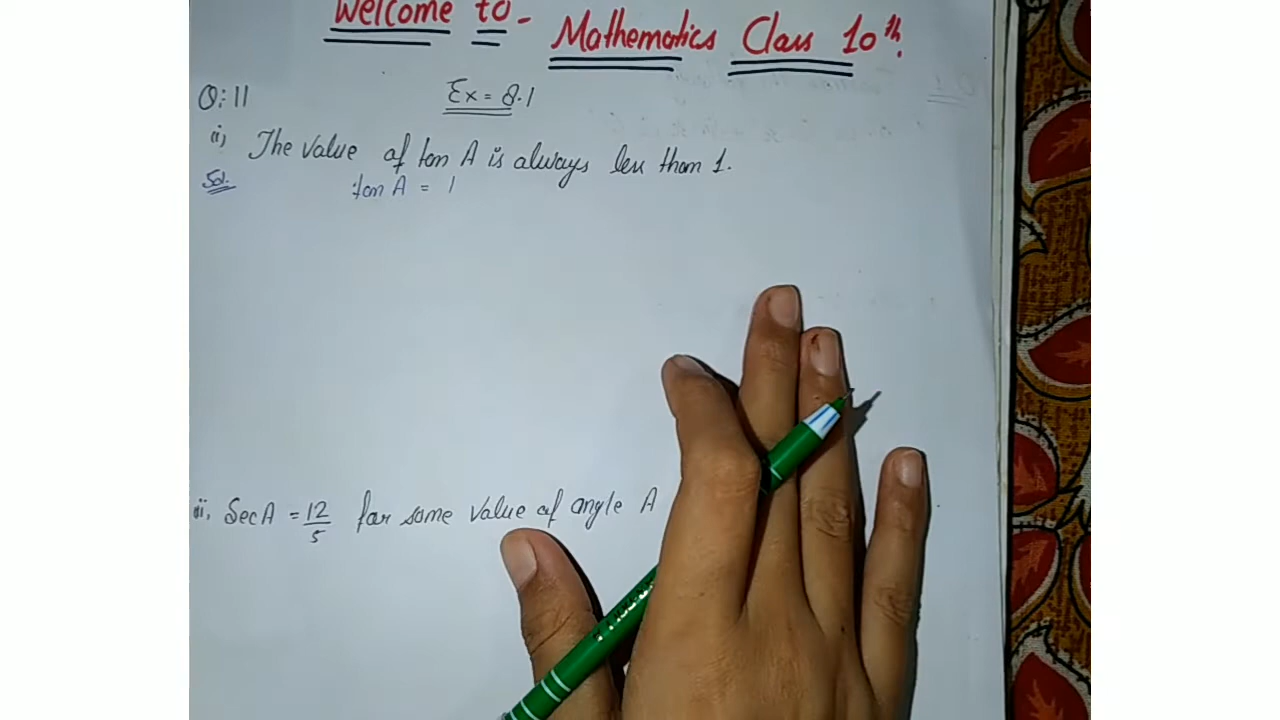 Welcome to- Mathematics Class 10th.
Q:11 Ex = 8.1
(i), The value of tan A is always less than 1.
Sol. tan A = 1
ii, Sec A = 12/5 for some value of angle A